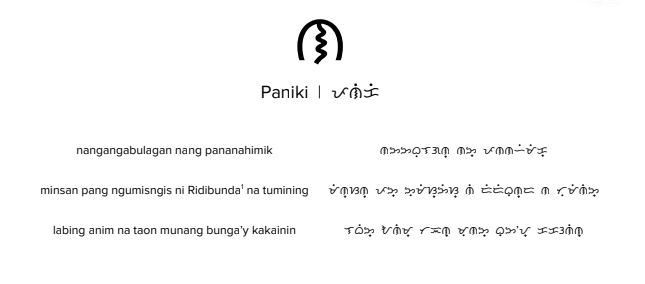 Paniki | ᜉᜈᜒᜃᜒ
nangangabulagan nang pananahimik ᜈᜅᜅᜊᜓᜎᜄᜈ᜔ ᜈᜅ᜔ ᜉᜈᜈᜑᜒᜋᜒᜃ᜔
minsan pang ngumisngis ni Ridibunda¹ na tumining ᜋᜒᜈ᜔ᜐᜈ᜔ ᜉᜅ᜔ ᜅᜓᜋᜒᜐ᜔ᜅᜒᜐ᜔ ᜈᜒ ᜍᜒᜍᜒᜊᜓᜈ᜔ᜇ ᜈ ᜆᜓᜋᜒᜈᜒᜅ᜔
labing anim na taon munang bunga'y kakainin ᜎᜊᜒᜅ᜔ ᜀᜈᜒᜋ᜔ ᜆᜂᜈ᜔ ᜋᜓᜈᜅ᜔ ᜊᜓᜅ'ᜌ᜔ ᜃᜃᜁᜈᜒᜈ᜔